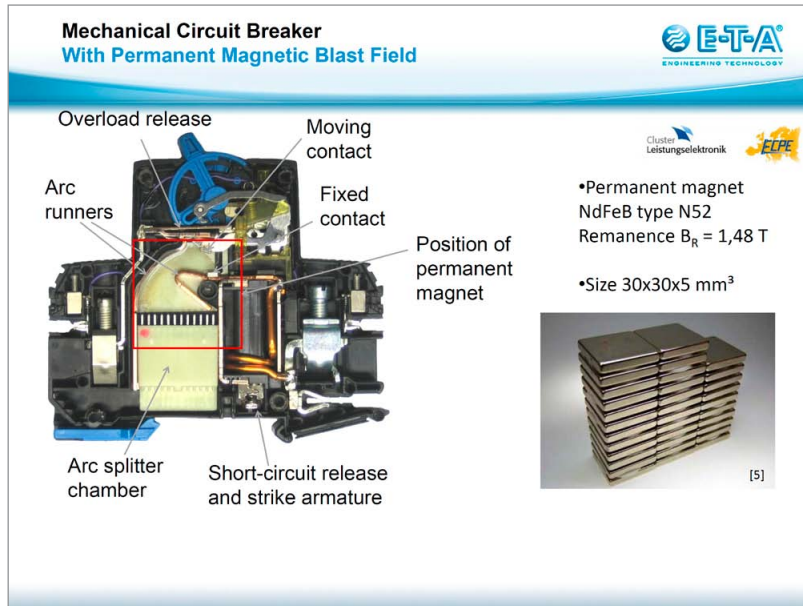 Mechanical Circuit Breaker
With Permanent Magnetic Blast Field
E-T-A®
ENGINEERING TECHNOLOGY
Cluster
Leistungselektronik
ECPE
Overload release
Moving
contact
Arc
runners
Fixed
contact
Position of
permanent
magnet
Arc splitter
chamber
Short-circuit release
and strike armature
•Permanent magnet
NdFeB type N52
Remanence BR = 1,48 T
•Size 30x30x5 mm³
[5]